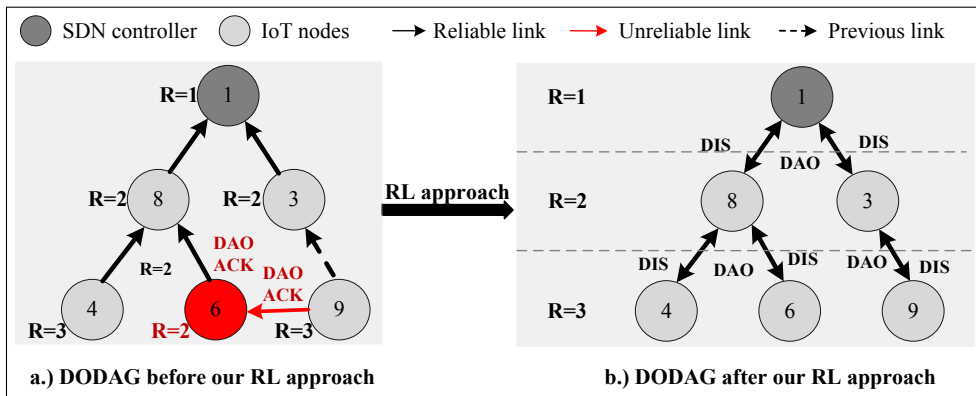 SDN controller IoT nodes Reliable link Unreliable link Previous link
R=1 1
R=2 8 R=2 3
DAO
ACK
R=2
DAO
ACK
4 6 9
R=3 R=2 R=3
a.) DODAG before our RL approach
RL approach
R=1 1
DIS DAO DIS
R=2 8 3
DIS DAO DIS DAO DIS
R=3 4 6 9
b.) DODAG after our RL approach